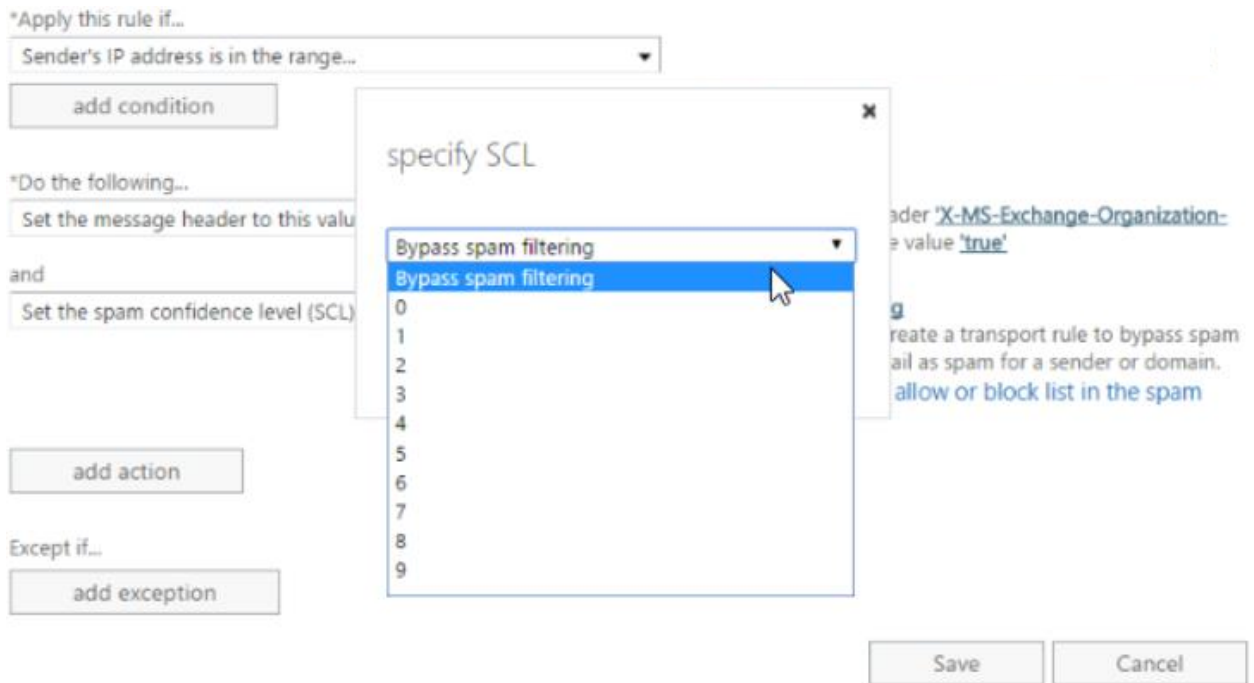 *Apply this rule if...
Sender's IP address is in the range...
add condition
specify SCL
*Do the following...
Set the message header to this valu
ader 'X-MS-Exchange-Organization-
e value 'true'
Bypass spam filtering
Bypass spam filtering
and
Set the spam confidence level (SCL)
0
g
1
reate a transport rule to bypass spam
2
ail as spam for a sender or domain.
3
allow or block list in the spam
4
5
add action
6
7
8
Except if...
9
add exception
Save
Cancel